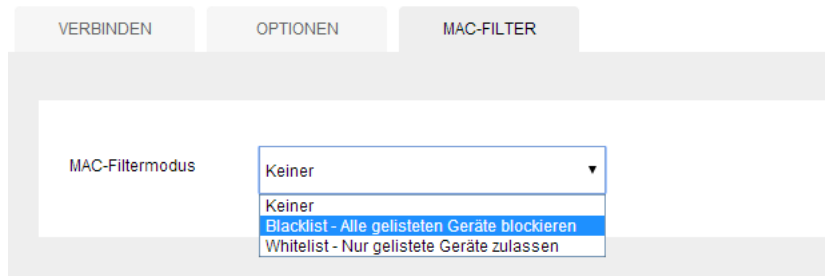 VERBINDEN OPTIONEN MAC-FILTER
MAC-Filtermodus Keiner
Keiner
Blacklist - Alle gelisteten Geräte blockieren
Whitelist - Nur gelistete Geräte zulassen